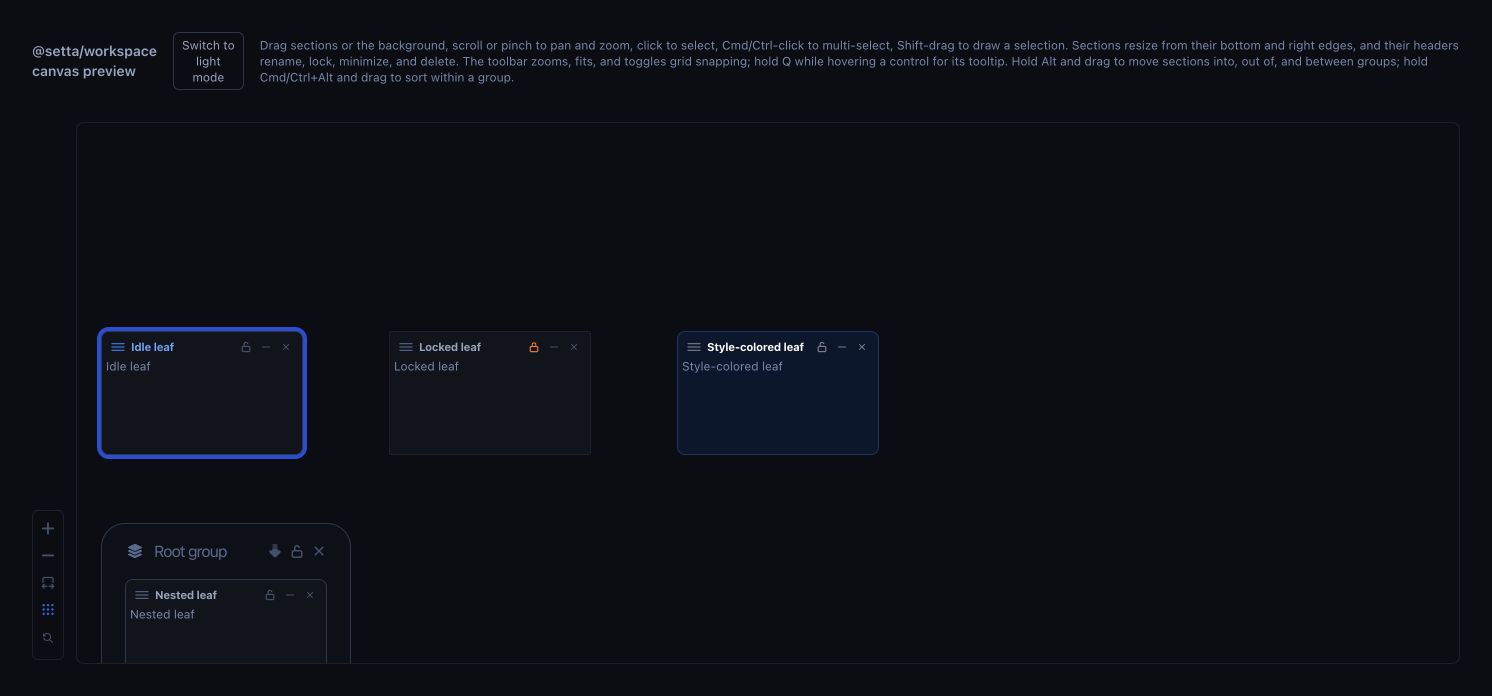 @setta/workspace
canvas preview
Switch to
light
mode
Drag sections or the background, scroll or pinch to pan and zoom, click to select, Cmd/Ctrl-click to multi-select, Shift-drag to draw a selection. Sections resize from their bottom and right edges, and their headers
rename, lock, minimize, and delete. The toolbar zooms, fits, and toggles grid snapping; hold Q while hovering a control for its tooltip. Hold Alt and drag to move sections into, out of, and between groups; hold
Cmd/Ctrl+Alt and drag to sort within a group.
Idle leaf
Idle leaf
Locked leaf
Locked leaf
Style-colored leaf
Style-colored leaf
Root group
Nested leaf
Nested leaf